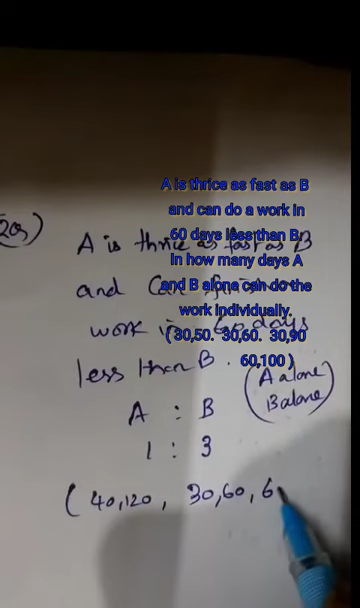 A is thrice as fast as B
and can do a work in
60 days less than B.
In how many days A
and B alone can do the
work individually.
( 30,50. 30,60. 30,90
60,100 )
20)
A is thrice as fast as B
and Can
work in 60 days
less than B. (A alone
B alone)
A : B
1 : 3
( 40,120 , 30,60, 6